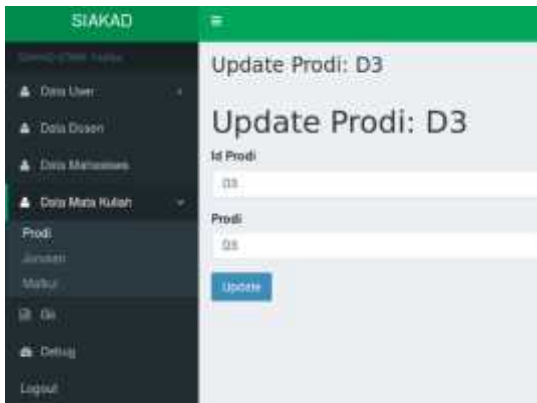 SIAKAD
Update Prodi: D3
Data User
Update Prodi: D3
Data Dosen
Id Prodi
Data Mahasiswa
D3
Data Mata Kuliah
Prodi
Prodi
D3
Jurusan
Matkul
Update
Gii
Debug
Logout